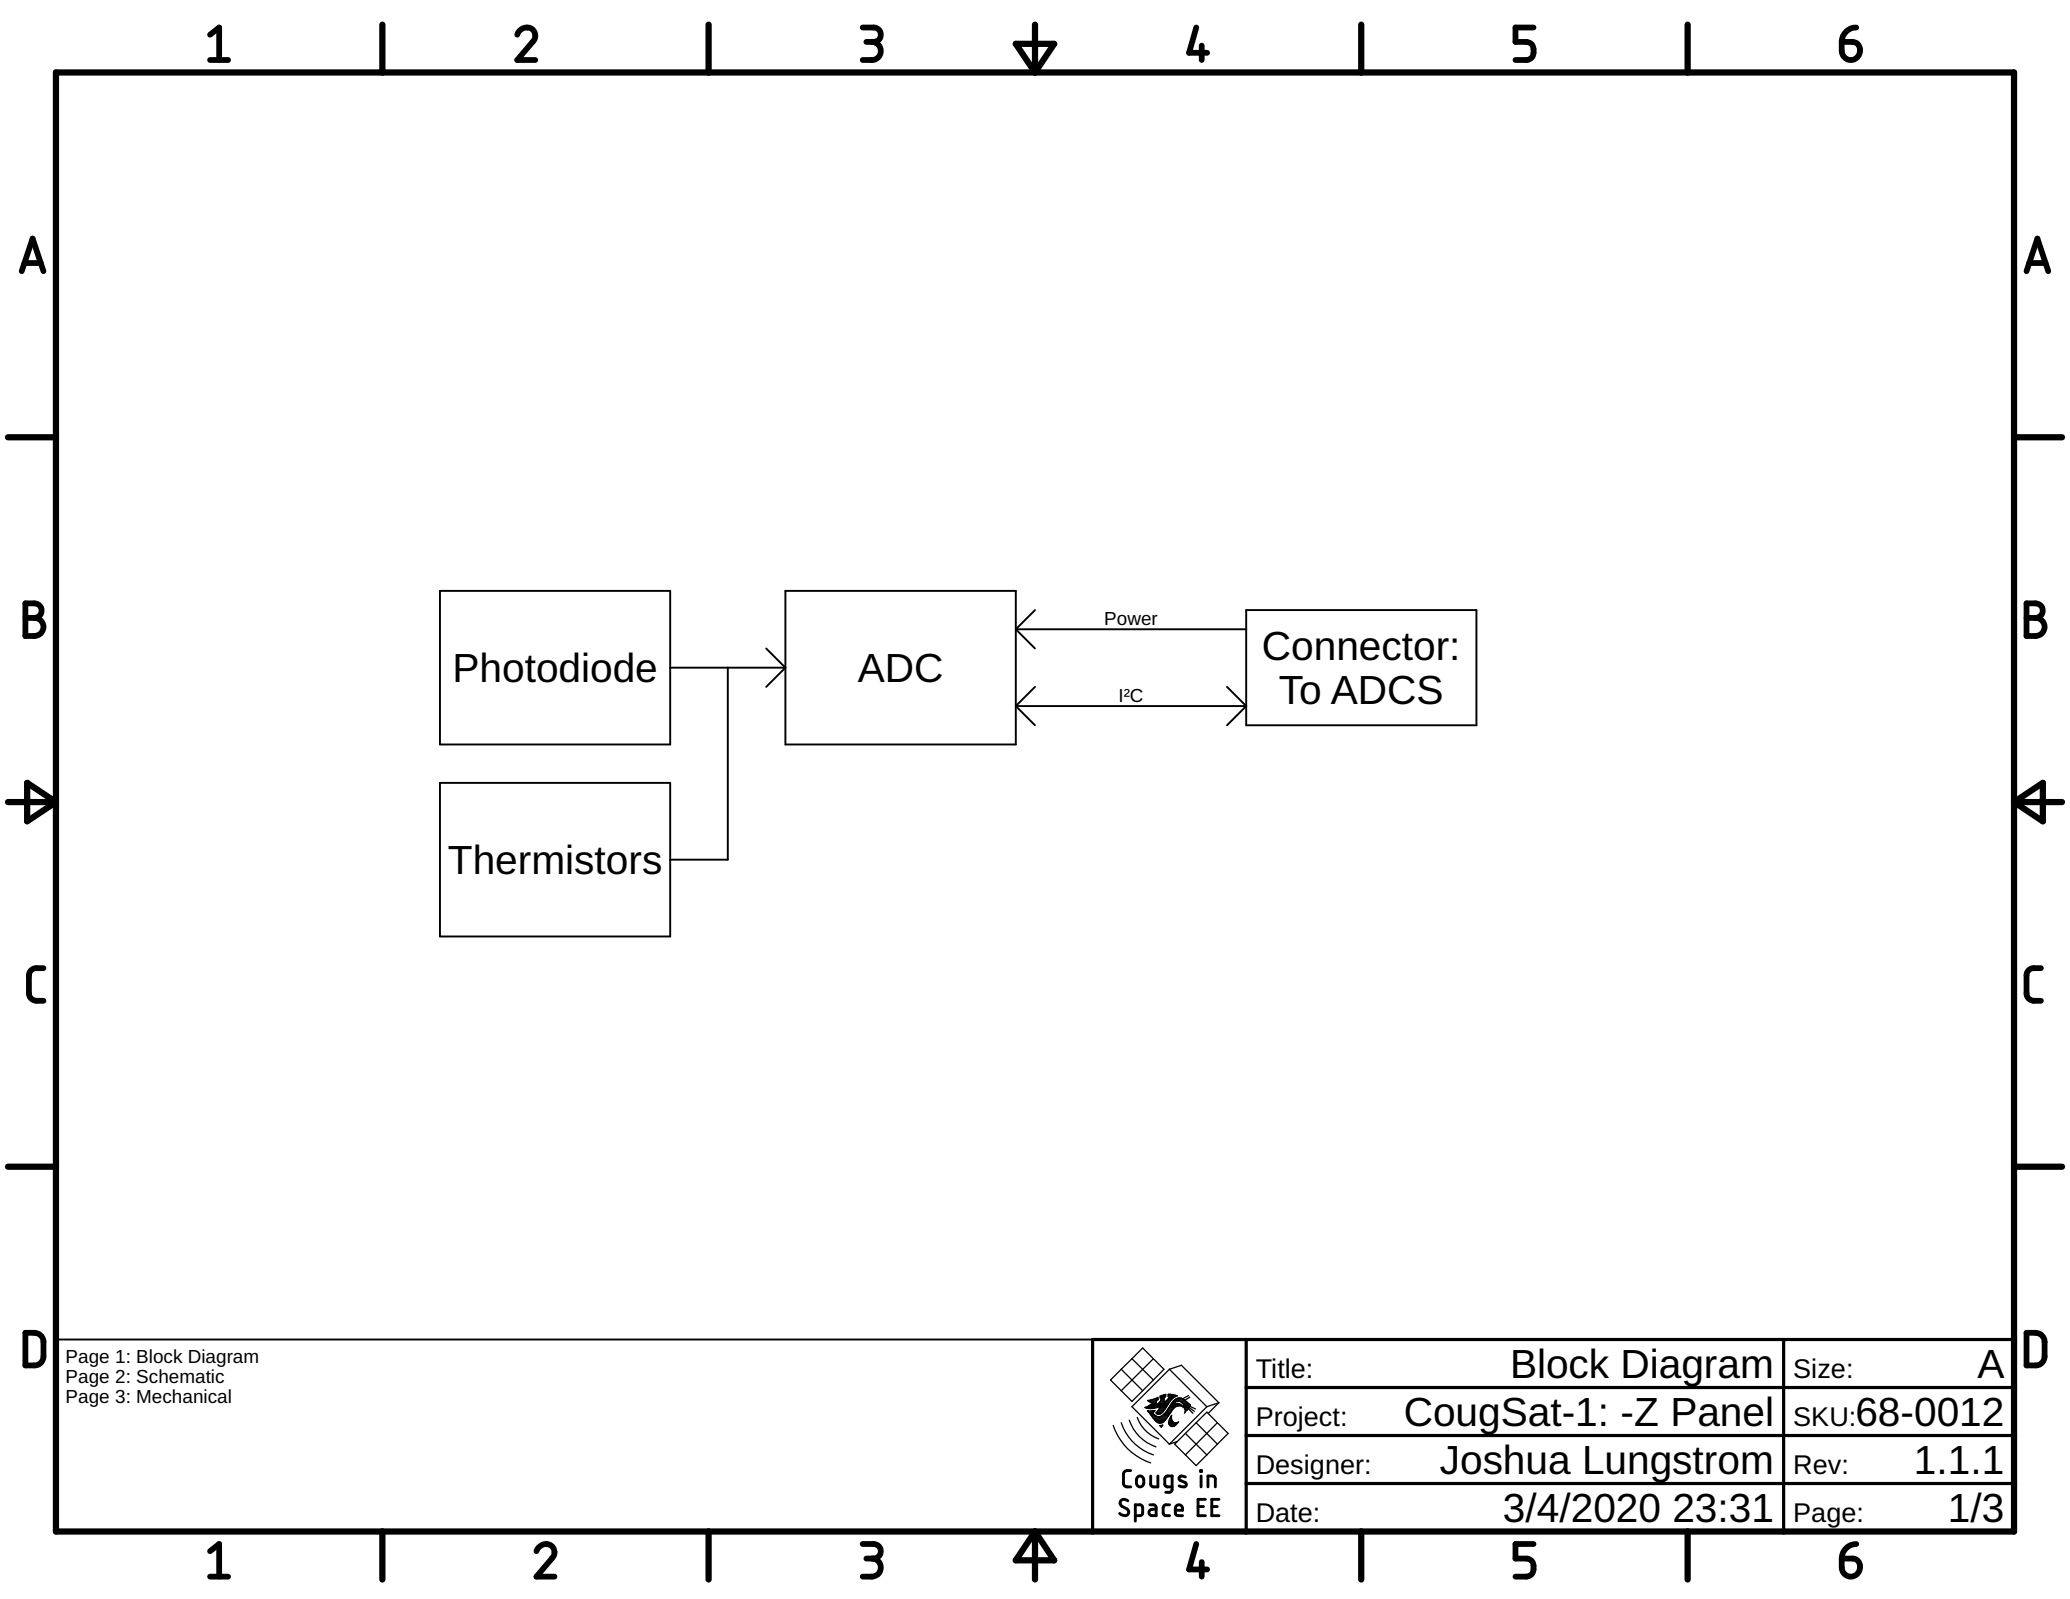 1 2 3 4 5 6
A A
Photodiode
ADC
Power
I²C
Connector:
To ADCS
B B
Thermistors
C C
D D
Page 1: Block Diagram
Page 2: Schematic
Page 3: Mechanical
Cougs in
Space EE
Title: Block Diagram Size: A
Project: CougSat-1: -Z Panel SKU:68-0012
Designer: Joshua Lungstrom Rev: 1.1.1
Date: 3/4/2020 23:31 Page: 1/3
1 2 3 4 5 6